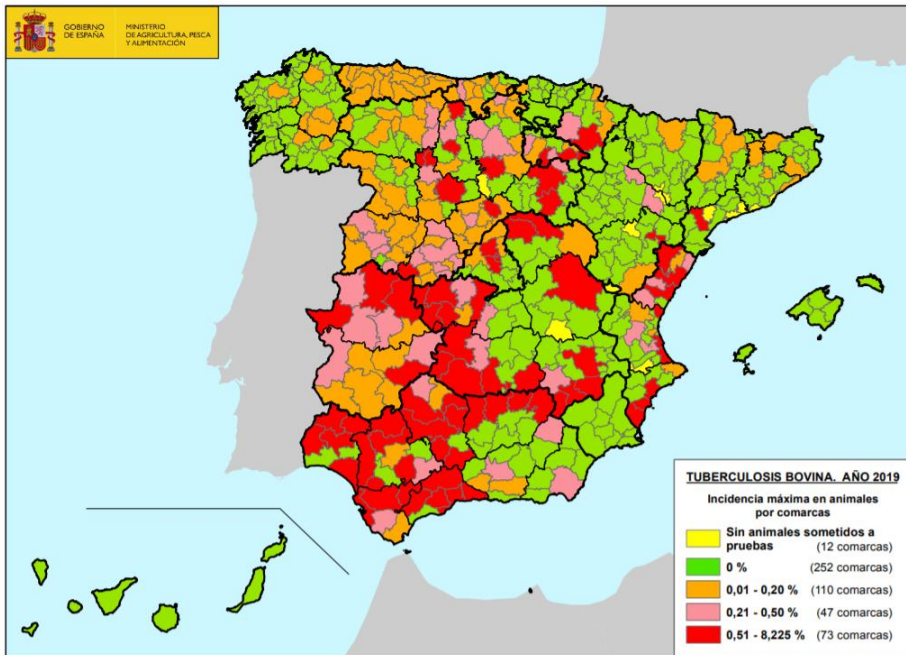 GOBIERNO
DE ESPAÑA
MINISTERIO
DE AGRICULTURA, PESCA
Y ALIMENTACIÓN
TUBERCULOSIS BOVINA. AÑO 2019
Incidencia máxima en animales
por comarcas
Sin animales sometidos a
pruebas (12 comarcas)
0 % (252 comarcas)
0,01 - 0,20 % (110 comarcas)
0,21 - 0,50 % (47 comarcas)
0,51 - 8,225 % (73 comarcas)